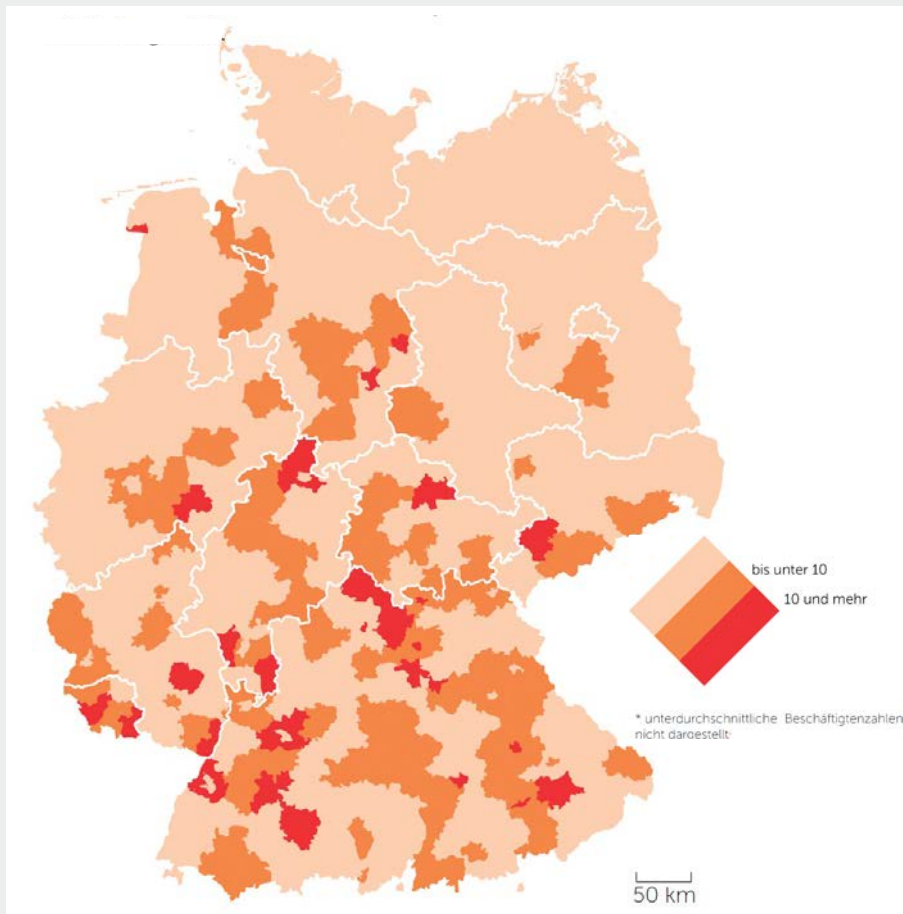 bis unter 10
10 und mehr
* unterdurchschnittliche Beschäftigtenzahlen
nicht dargestellt
50 km